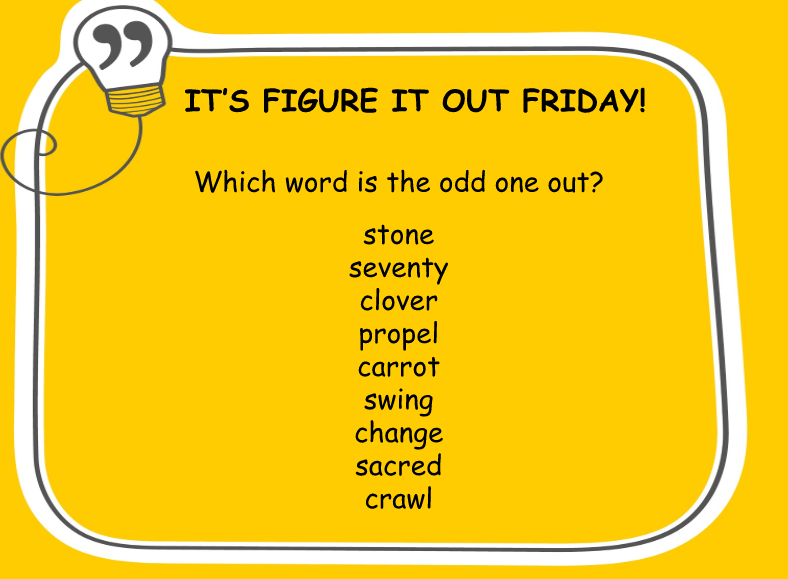 IT'S FIGURE IT OUT FRIDAY!
Which word is the odd one out?
stone
seventy
clover
propel
carrot
swing
change
sacred
crawl